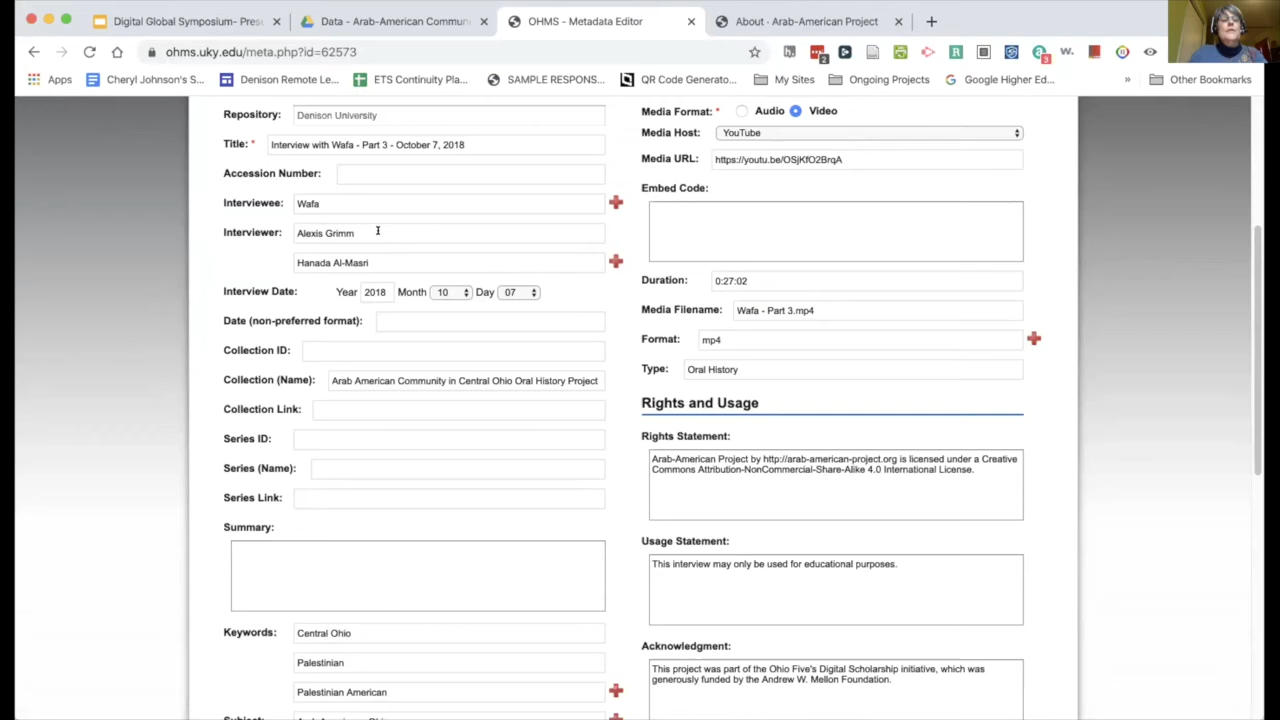 Digital Global Symposium- Pres
Data - Arab-American Commun
OHMS - Metadata Editor
About · Arab-American Project
ohms.uky.edu/meta.php?id=62573
2
R
3
w.
Apps
Cheryl Johnson's S...
Denison Remote Le...
ETS Continuity Pla...
SAMPLE RESPONS...
QR Code Generato...
My Sites
Ongoing Projects
Google Higher Ed...
»
Other Bookmarks
Repository: Denison University
Title: * Interview with Wafa - Part 3 - October 7, 2018
Accession Number:
Interviewee: Wafa
Interviewer: Alexis Grimm
Hanada Al-Masri
Interview Date: Year 2018 Month 10 Day 07
Date (non-preferred format):
Collection ID:
Collection (Name): Arab American Community in Central Ohio Oral History Project
Collection Link:
Series ID:
Series (Name):
Series Link:
Summary:
Keywords: Central Ohio
Palestinian
Palestinian American
Media Format: * Audio Video
Media Host: YouTube
Media URL: https://youtu.be/OSjKfO2BrqA
Embed Code:
Duration: 0:27:02
Media Filename: Wafa - Part 3.mp4
Format: mp4
Type: Oral History
Rights and Usage
Rights Statement:
Arab-American Project by http://arab-american-project.org is licensed under a Creative
Commons Attribution-NonCommercial-Share-Alike 4.0 International License.
Usage Statement:
This interview may only be used for educational purposes.
Acknowledgment:
This project was part of the Ohio Five's Digital Scholarship initiative, which was
generously funded by the Andrew W. Mellon Foundation.